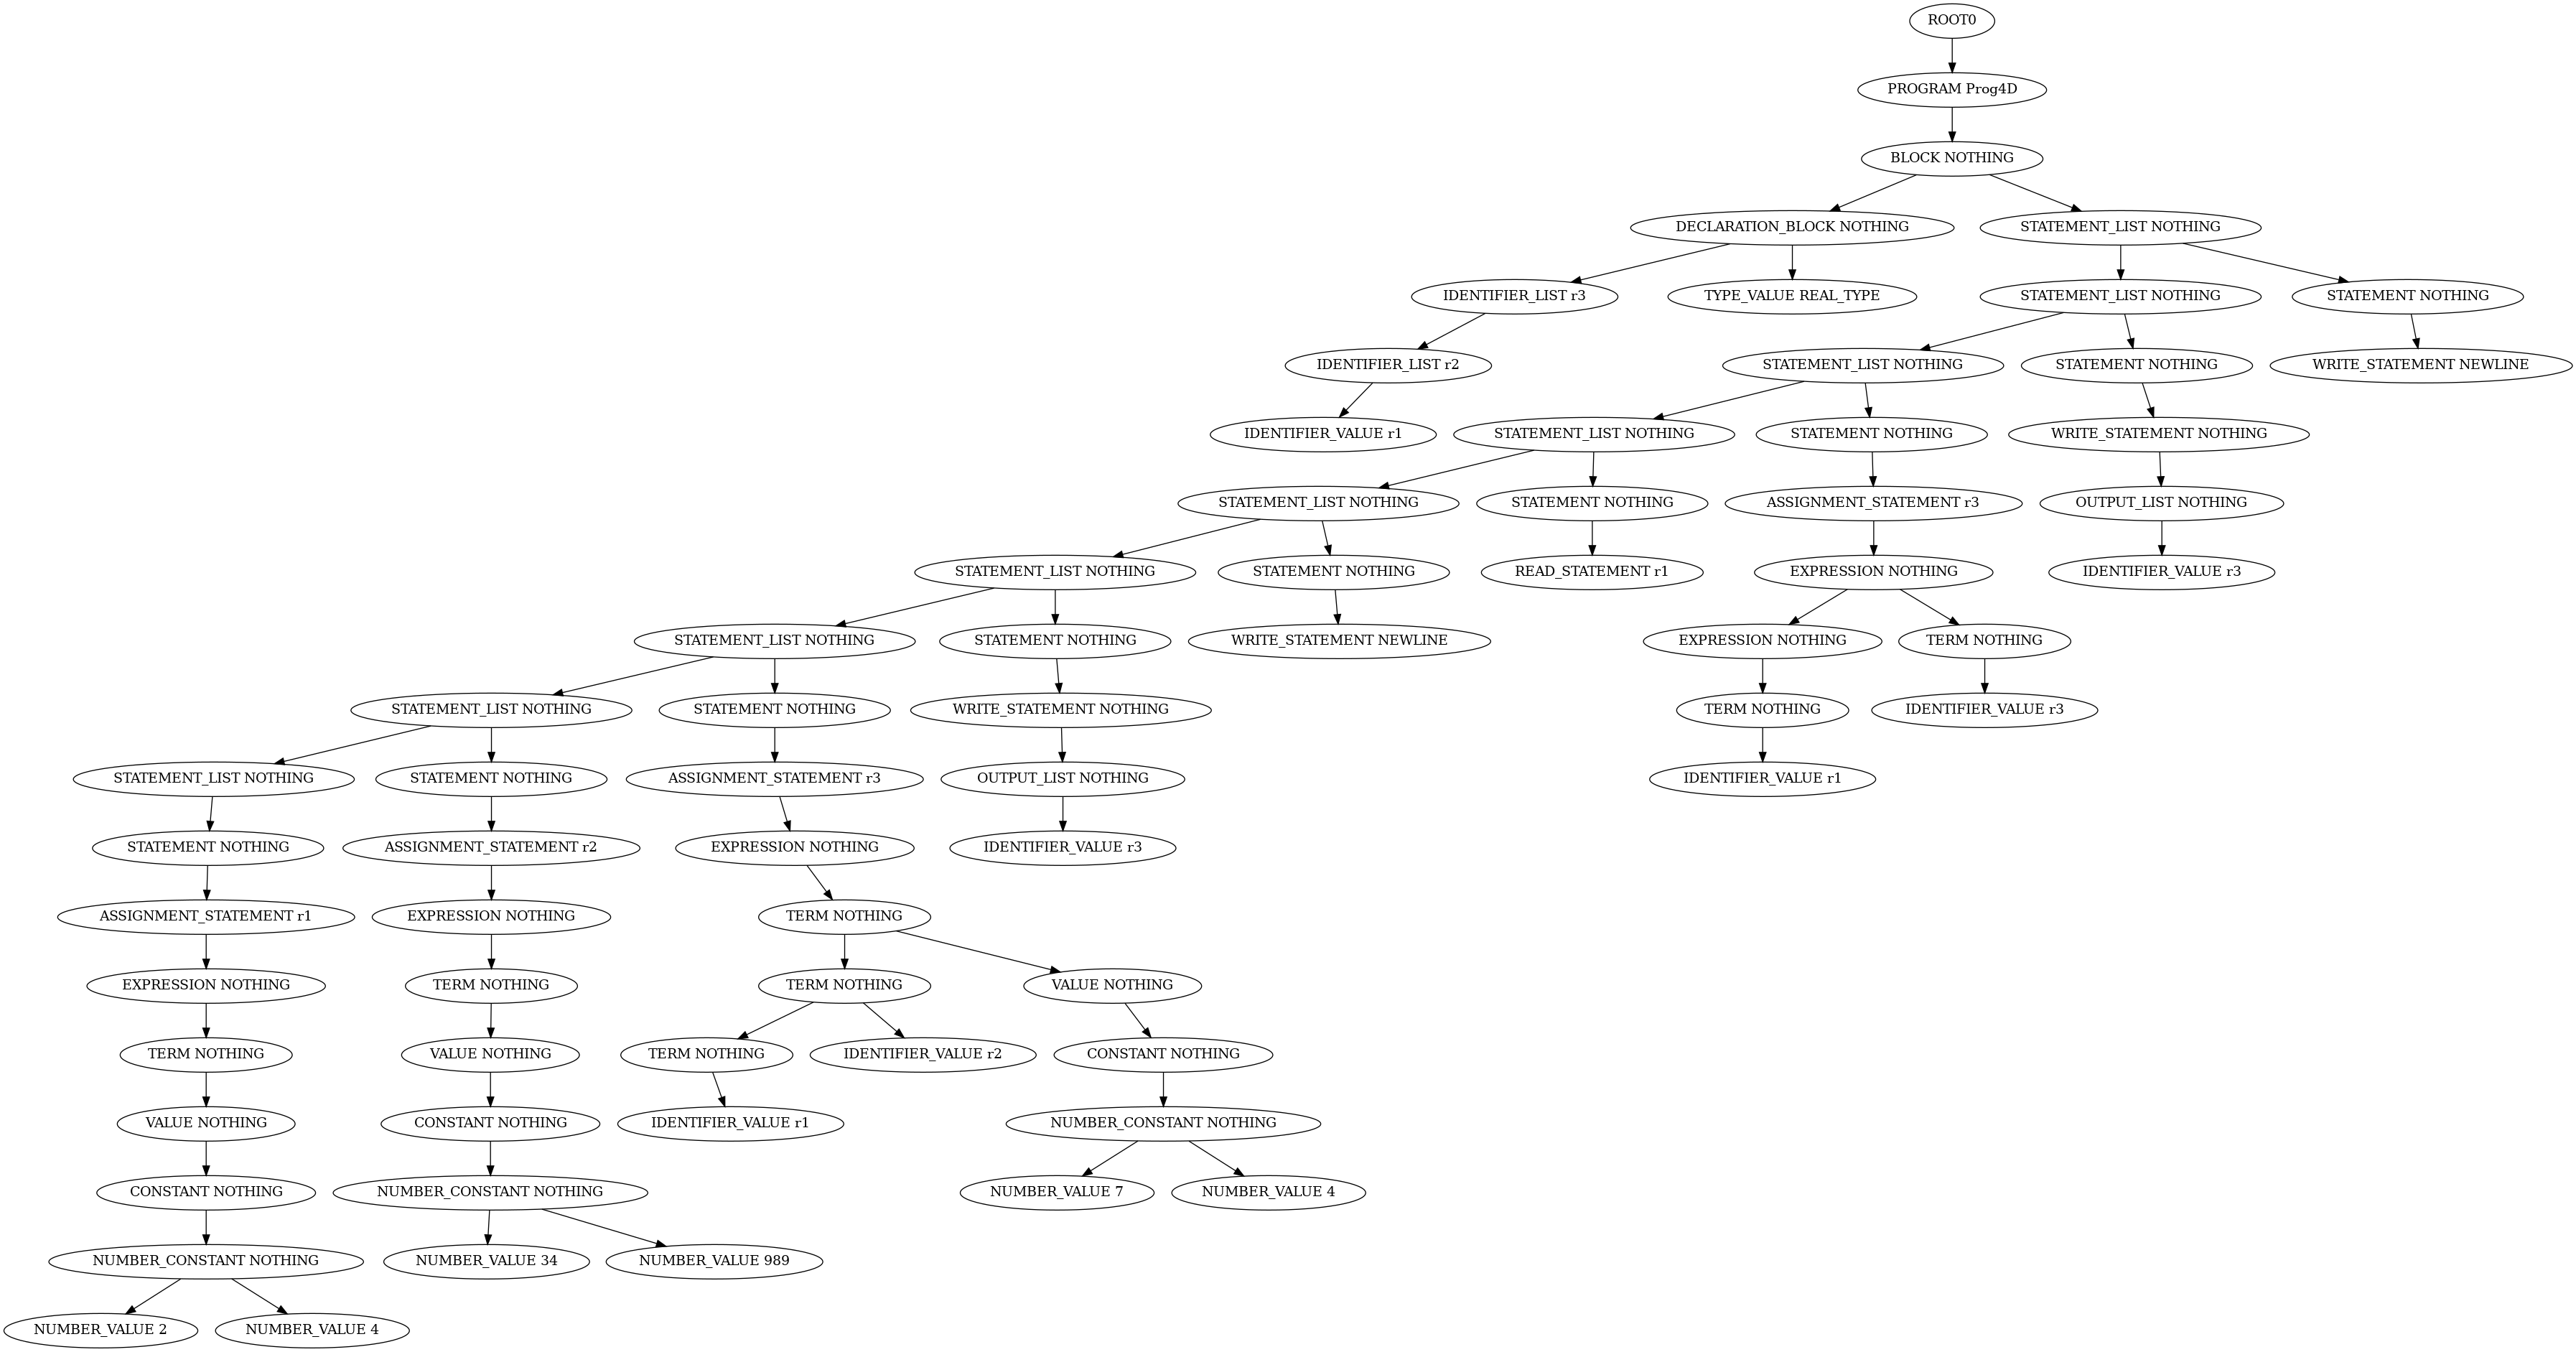 ROOT0
PROGRAM Prog4D
BLOCK NOTHING
DECLARATION_BLOCK NOTHING
STATEMENT_LIST NOTHING
IDENTIFIER_LIST r3
TYPE_VALUE REAL_TYPE
STATEMENT_LIST NOTHING
STATEMENT NOTHING
IDENTIFIER_LIST r2
STATEMENT_LIST NOTHING
STATEMENT NOTHING
WRITE_STATEMENT NEWLINE
IDENTIFIER_VALUE r1
STATEMENT_LIST NOTHING
STATEMENT NOTHING
WRITE_STATEMENT NOTHING
STATEMENT_LIST NOTHING
STATEMENT NOTHING
ASSIGNMENT_STATEMENT r3
OUTPUT_LIST NOTHING
STATEMENT_LIST NOTHING
STATEMENT NOTHING
READ_STATEMENT r1
EXPRESSION NOTHING
IDENTIFIER_VALUE r3
STATEMENT_LIST NOTHING
STATEMENT NOTHING
WRITE_STATEMENT NEWLINE
EXPRESSION NOTHING
TERM NOTHING
STATEMENT_LIST NOTHING
STATEMENT NOTHING
WRITE_STATEMENT NOTHING
TERM NOTHING
IDENTIFIER_VALUE r3
STATEMENT_LIST NOTHING
STATEMENT NOTHING
ASSIGNMENT_STATEMENT r3
OUTPUT_LIST NOTHING
IDENTIFIER_VALUE r1
STATEMENT NOTHING
ASSIGNMENT_STATEMENT r2
EXPRESSION NOTHING
IDENTIFIER_VALUE r3
ASSIGNMENT_STATEMENT r1
EXPRESSION NOTHING
TERM NOTHING
EXPRESSION NOTHING
TERM NOTHING
TERM NOTHING
VALUE NOTHING
TERM NOTHING
VALUE NOTHING
TERM NOTHING
IDENTIFIER_VALUE r2
CONSTANT NOTHING
VALUE NOTHING
CONSTANT NOTHING
IDENTIFIER_VALUE r1
NUMBER_CONSTANT NOTHING
CONSTANT NOTHING
NUMBER_CONSTANT NOTHING
NUMBER_VALUE 7
NUMBER_VALUE 4
NUMBER_CONSTANT NOTHING
NUMBER_VALUE 34
NUMBER_VALUE 989
NUMBER_VALUE 2
NUMBER_VALUE 4